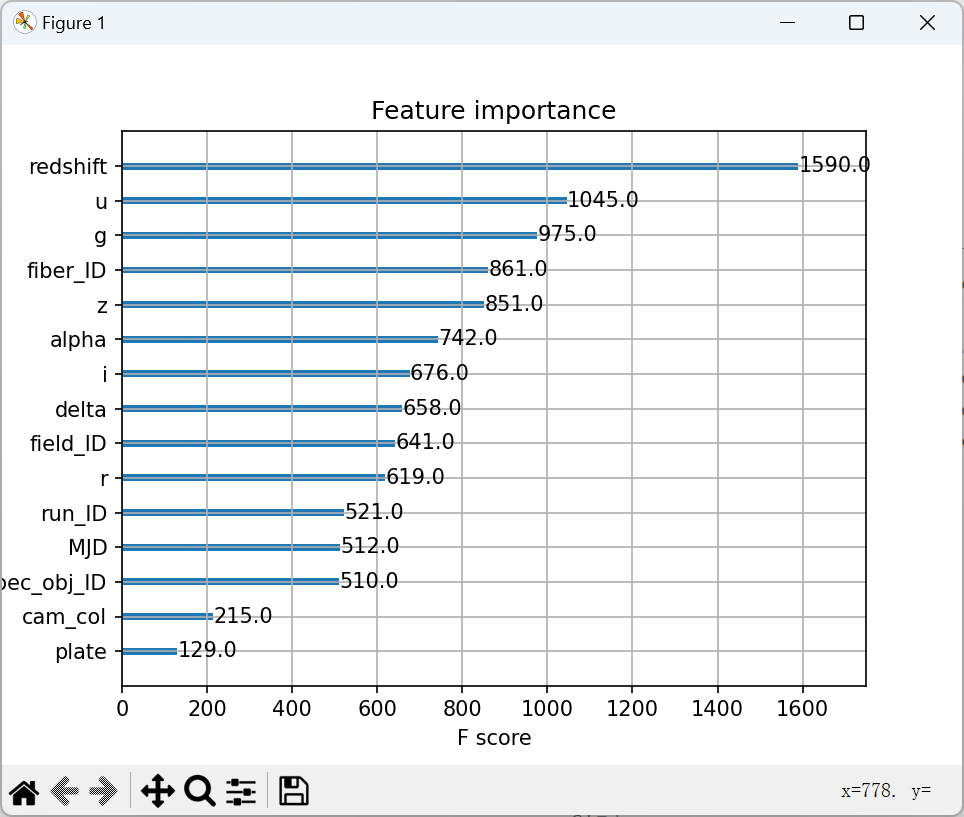 Figure 1
Feature importance
redshift 1590.0
u 1045.0
g 975.0
fiber_ID 861.0
z 851.0
alpha 742.0
i 676.0
delta 658.0
field_ID 641.0
r 619.0
run_ID 521.0
MJD 512.0
pec_obj_ID 510.0
cam_col 215.0
plate 129.0
0 200 400 600 800 1000 1200 1400 1600
F score
x=778. y=